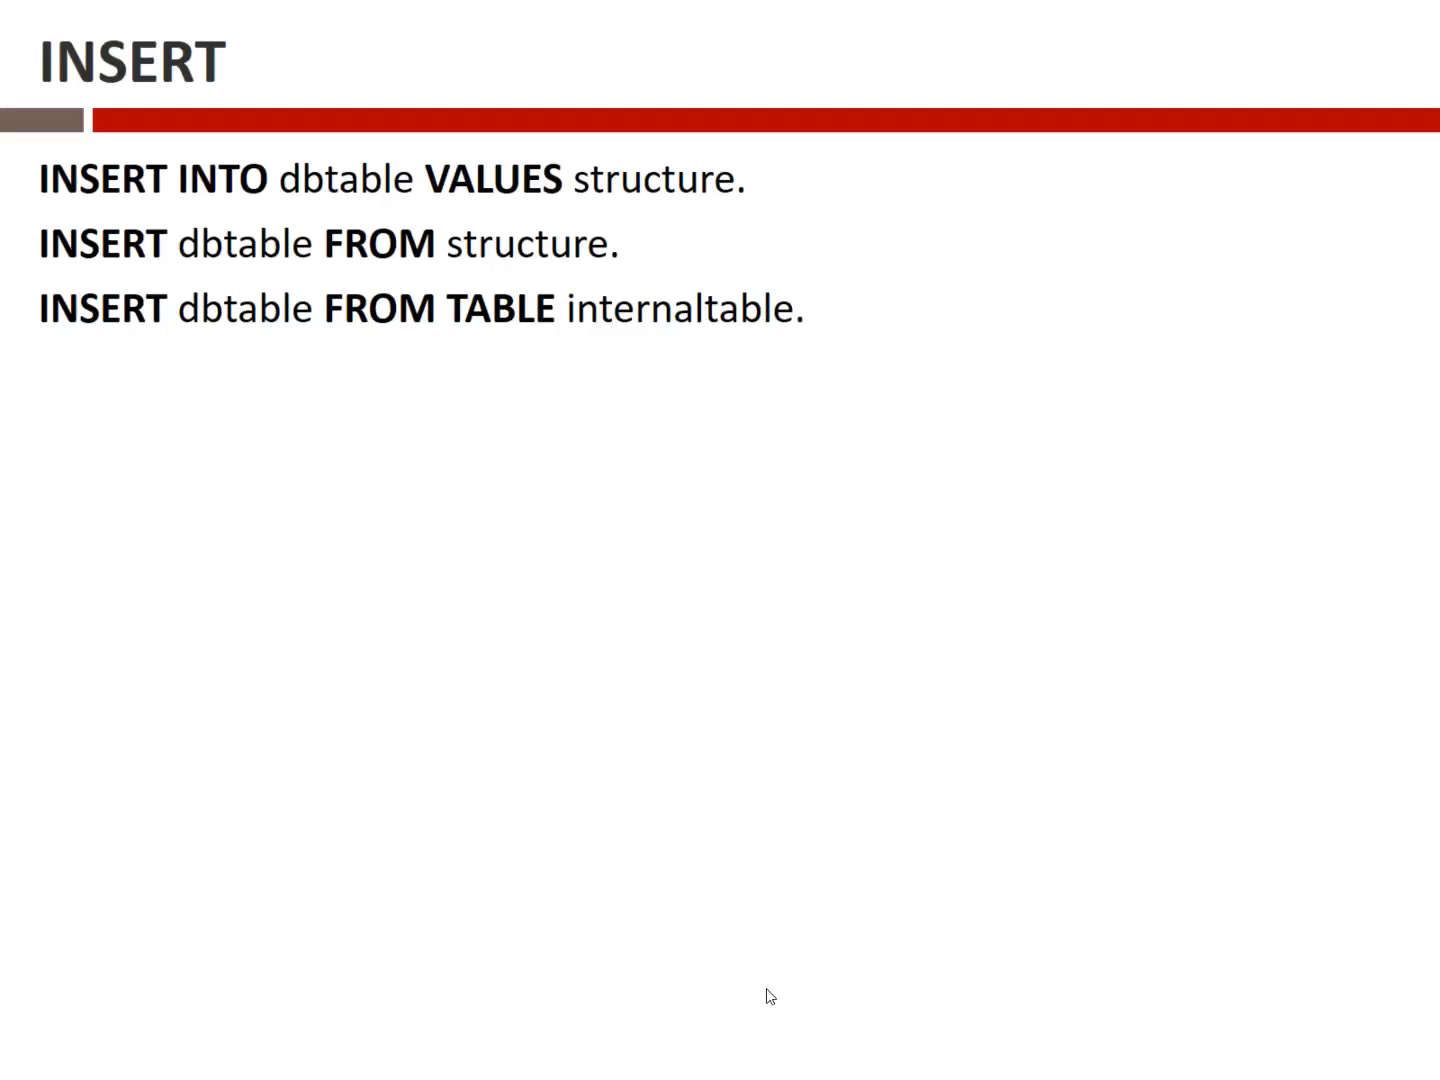 INSERT
INSERT INTO dbtable VALUES structure.
INSERT dbtable FROM structure.
INSERT dbtable FROM TABLE internaltable.